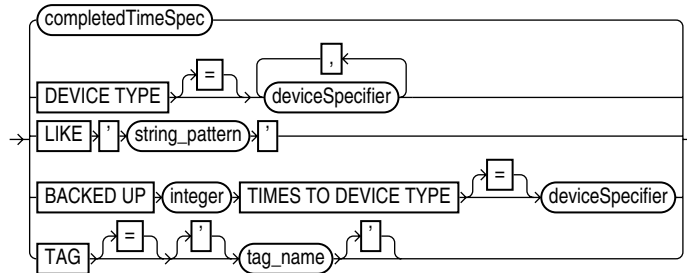 completedTimeSpec
,
=
DEVICE TYPE deviceSpecifier
LIKE ' string_pattern '
=
BACKED UP integer TIMES TO DEVICE TYPE deviceSpecifier
= ' '
TAG tag_name